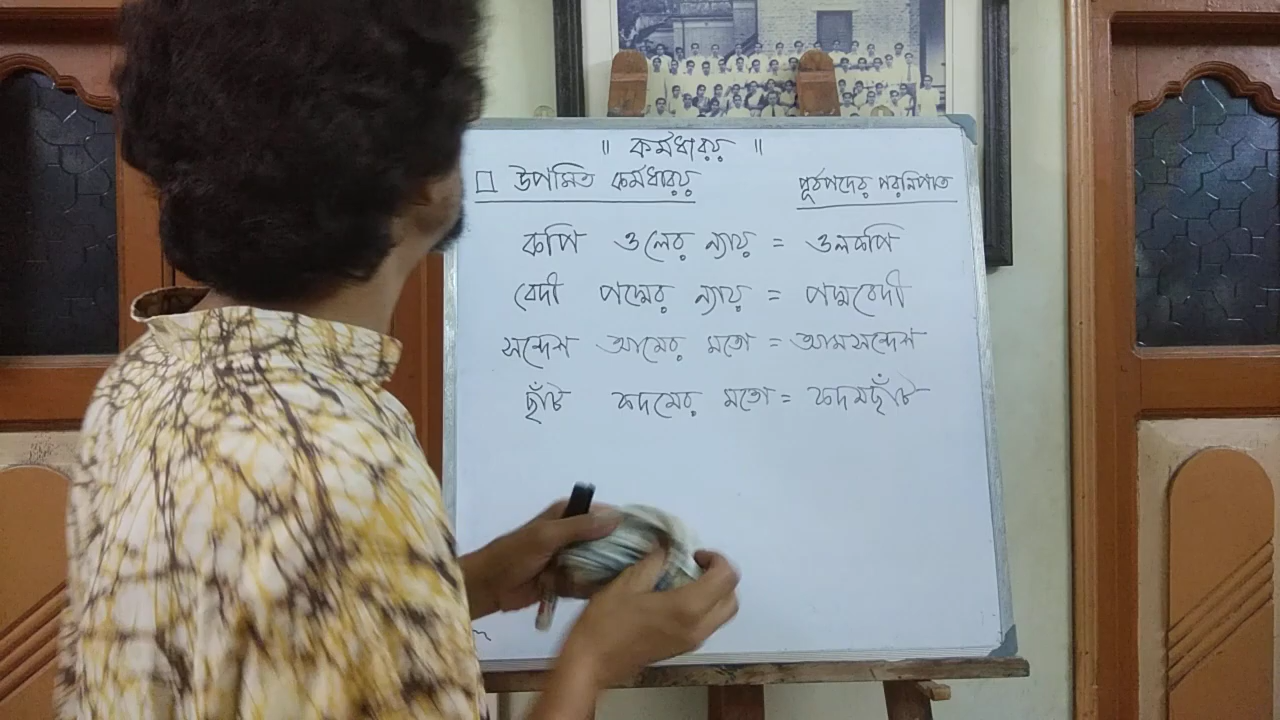 ॥ কর্মধারয় ॥
□ উপমিত কর্মধারয় পূর্বপদের পরনিপাত
কপি ওলের ন্যায় = ওলকপি
বেদী পদ্মের ন্যায় = পদ্মবেদী
সন্দেশ আমের মতো = আমসন্দেশ
ছাঁট কদমের মতো = কদমছাঁট